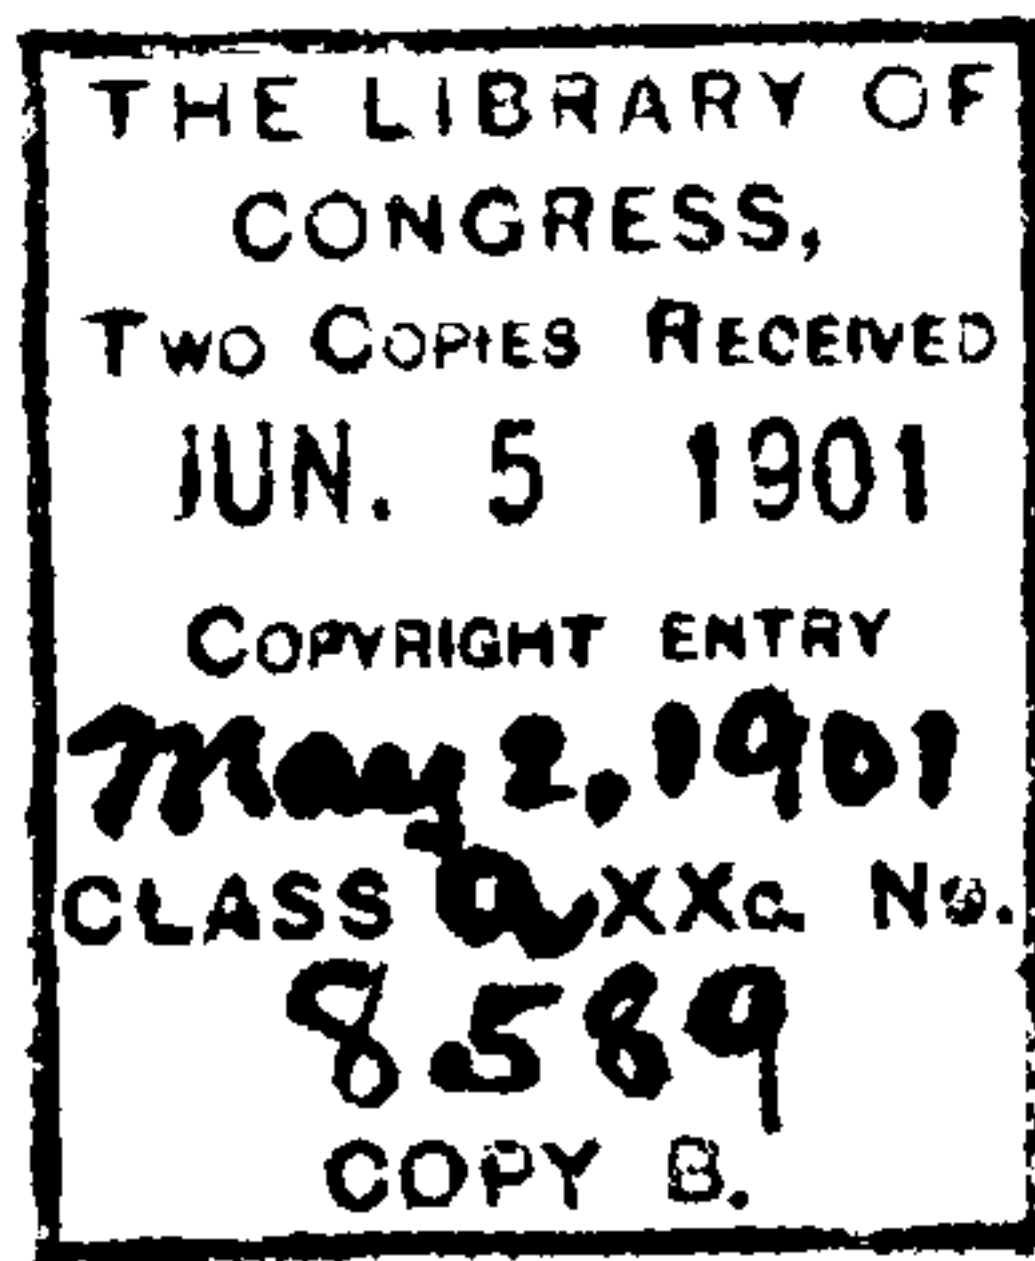 THE LIBRARY OF
CONGRESS,
TWO COPIES RECEIVED
JUN. 5 1901
COPYRIGHT ENTRY
May 2, 1901
CLASS a XXc. No.
8589
COPY B.